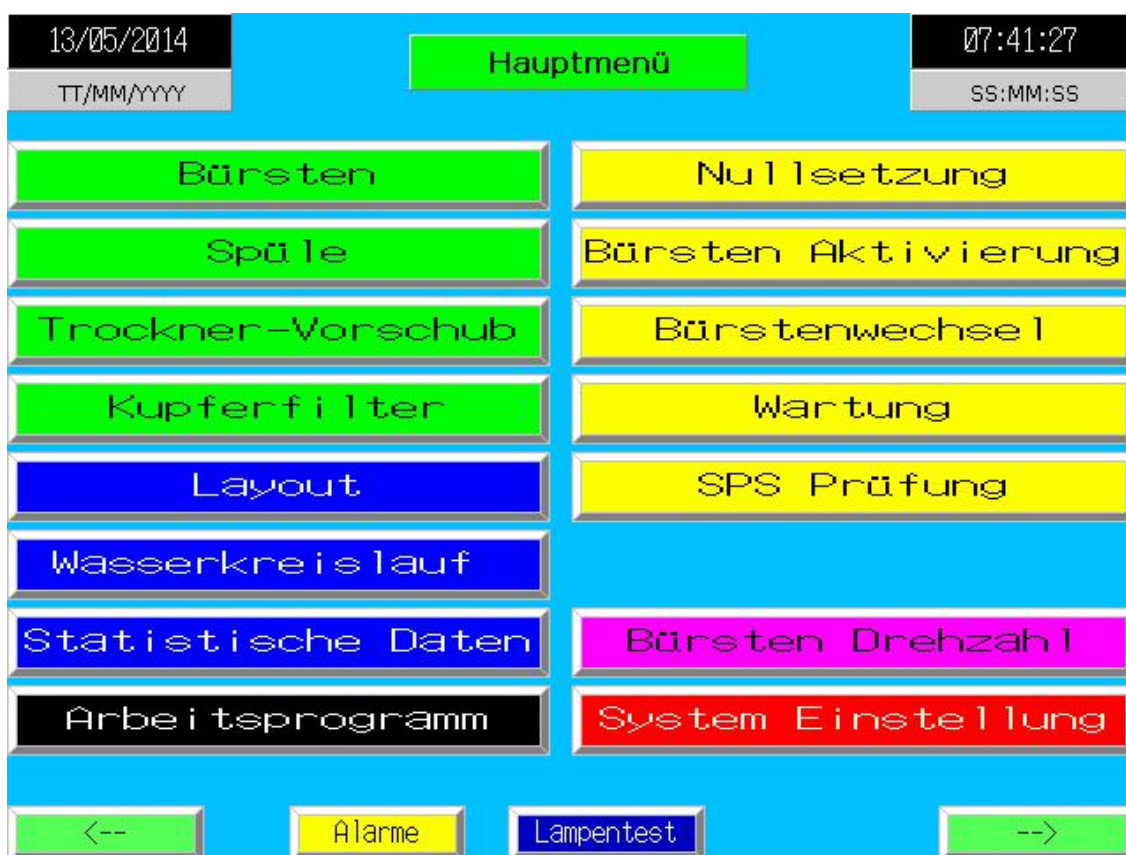 13/05/2014
Hauptmenü
07:41:27
TT/MM/YYYY
SS:MM:SS
Bürsten
Nullsetzung
Spüle
Bürsten Aktivierung
Trockner-Vorschub
Bürstenwechsel
Kupferfilter
Wartung
Layout
SPS Prüfung
Wasserkreislauf
Statistische Daten
Bürsten Drehzahl
Arbeitsprogramm
System Einstellung
<--
Alarme
Lampentest
-->